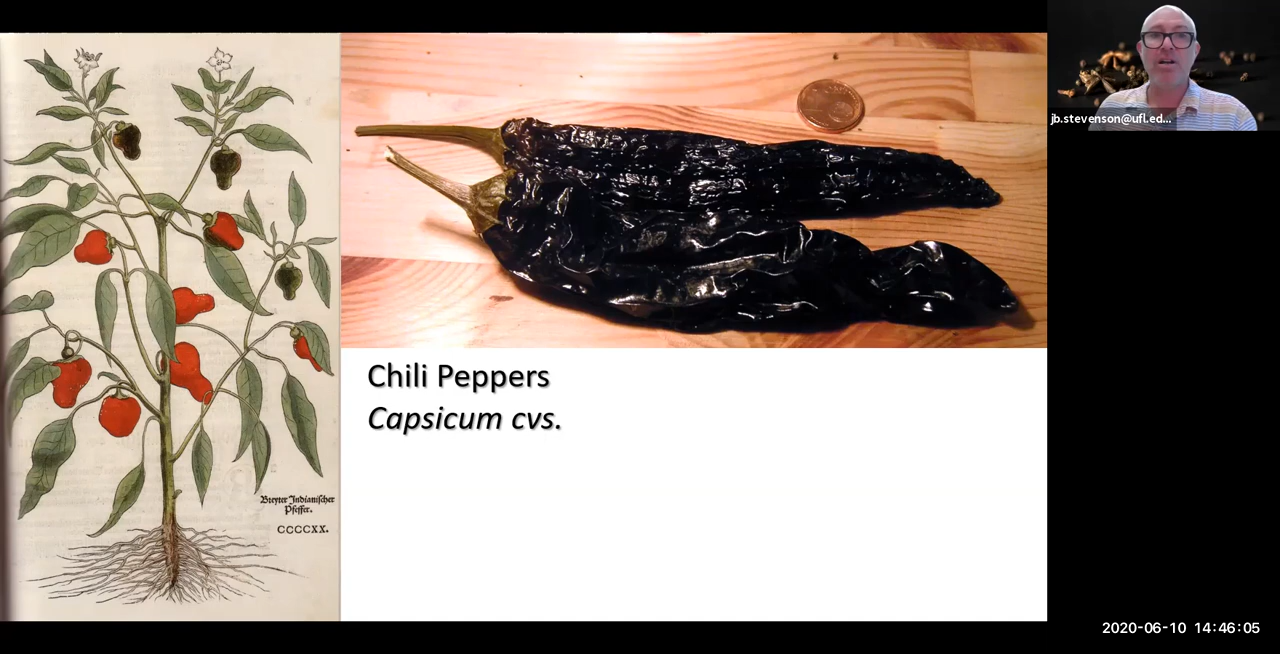 jb.stevenson@ufl.ed...
Chili Peppers
Capsicum cvs.
Breyter Indianischer
Pfeffer.
CCCCXX.
2020-06-10 14:46:05